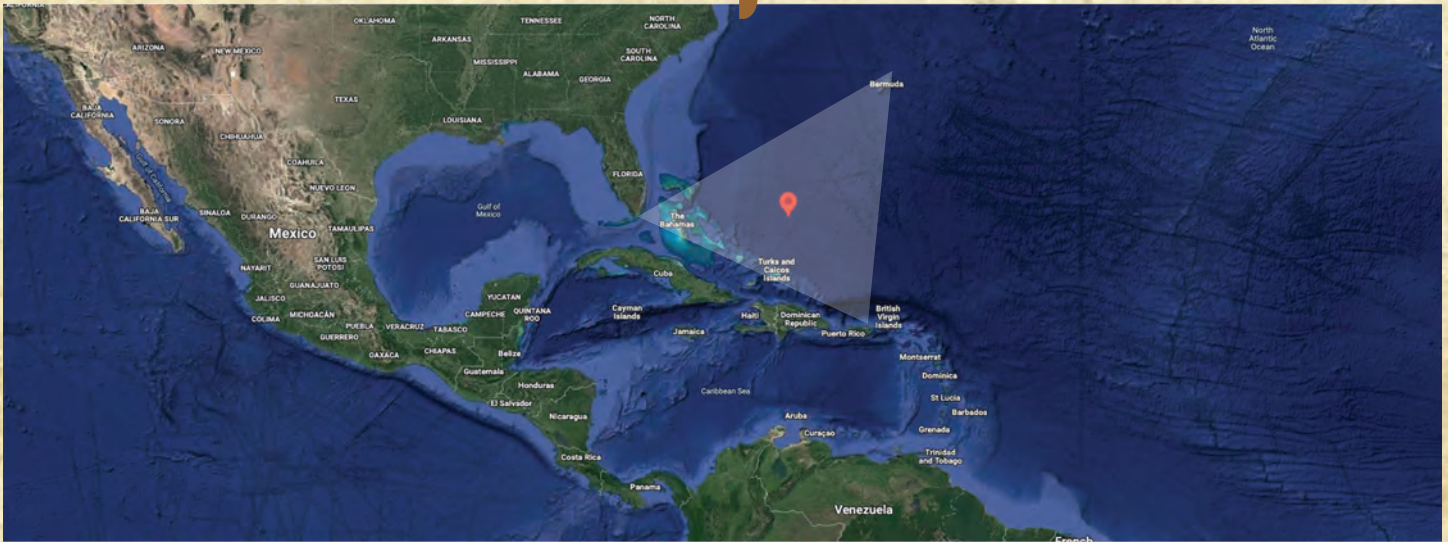 CALIFORNIA
OKLAHOMA
TENNESSEE
NORTH
CAROLINA
ARIZONA
NEW MEXICO
ARKANSAS
MISSISSIPPI
ALABAMA
SOUTH
CAROLINA
GEORGIA
North
Atlantic
Ocean
Bermuda
BAJA
CALIFORNIA
SONORA
TEXAS
LOUISIANA
CHIHUAHUA
COAHUILA
Gulf of California
NUEVO LEON
FLORIDA
BAJA
CALIFORNIA SUR
SINALOA
DURANGO
Mexico
TAMAULIPAS
Gulf of
Mexico
The
Bahamas
SAN LUIS
POTOSI
NAYARIT
GUANAJUATO
JALISCO
COLIMA
MICHOACÁN
GUERRERO
PUEBLA
VERACRUZ
TABASCO
OAXACA
CHIAPAS
YUCATAN
CAMPECHE
QUINTANA
ROO
Cuba
Turks and
Caicos
Islands
Cayman
Islands
Jamaica
Haiti
Dominican
Republic
Puerto Rico
British
Virgin
Islands
Belize
Guatemala
Honduras
El Salvador
Nicaragua
Costa Rica
Panama
Caribbean Sea
Montserrat
Dominica
St Lucia
Barbados
Grenada
Aruba
Curaçao
Trinidad
and Tobago
Venezuela
French